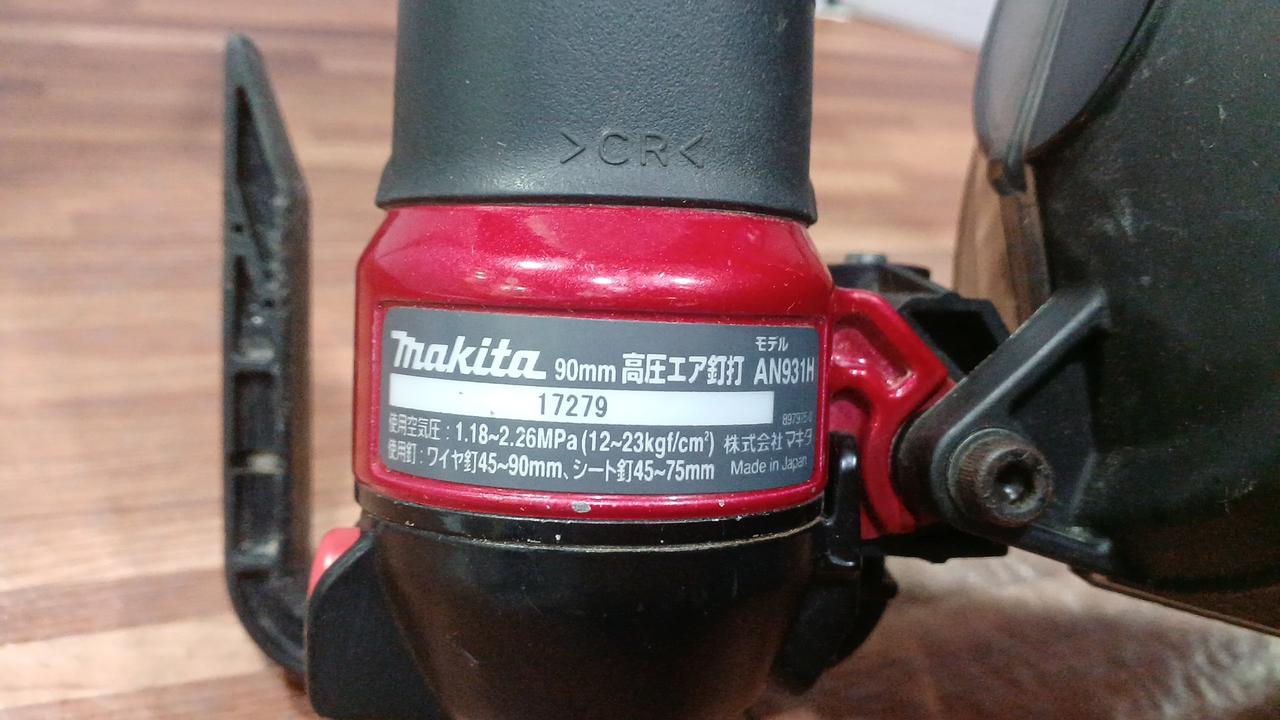 >CR<
makita 90mm 高圧エア釘打 モデル AN931H
17279
897975-0
使用空気圧：1.18~2.26MPa (12~23kgf/cm²) 株式会社マキタ
使用釘：ワイヤ釘45~90mm、シート釘45~75mm Made in Japan